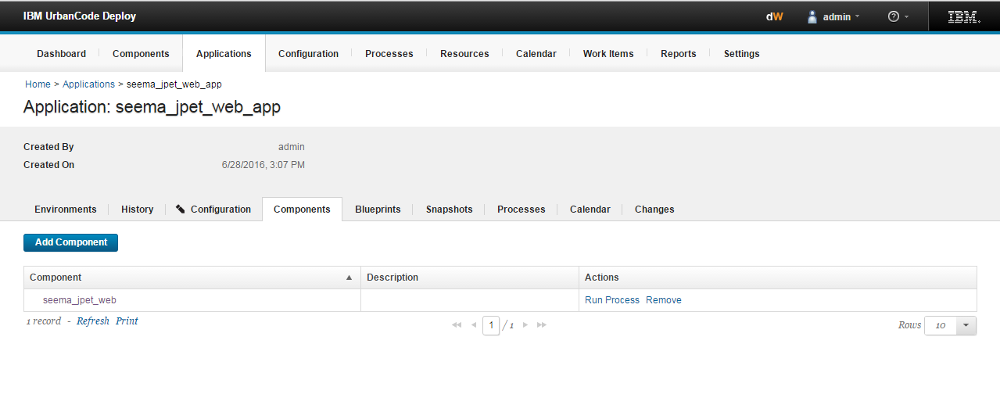 IBM UrbanCode Deploy dW admin ? IBM.
Dashboard Components Applications Configuration Processes Resources Calendar Work Items Reports Settings
Home > Applications > seema_jpet_web_app
Application: seema_jpet_web_app
Created By admin
Created On 6/28/2016, 3:07 PM
Environments History Configuration Components Blueprints Snapshots Processes Calendar Changes
Add Component
Component Description Actions
seema_jpet_web Run Process Remove
1 record - Refresh Print 1 / 1 Rows 10